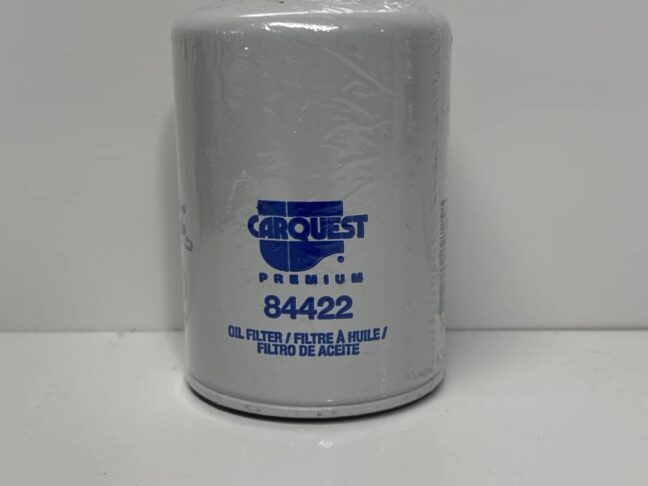 CARQUEST
PREMIUM
84422
OIL FILTER / FILTRE À HUILE /
FILTRO DE ACEITE